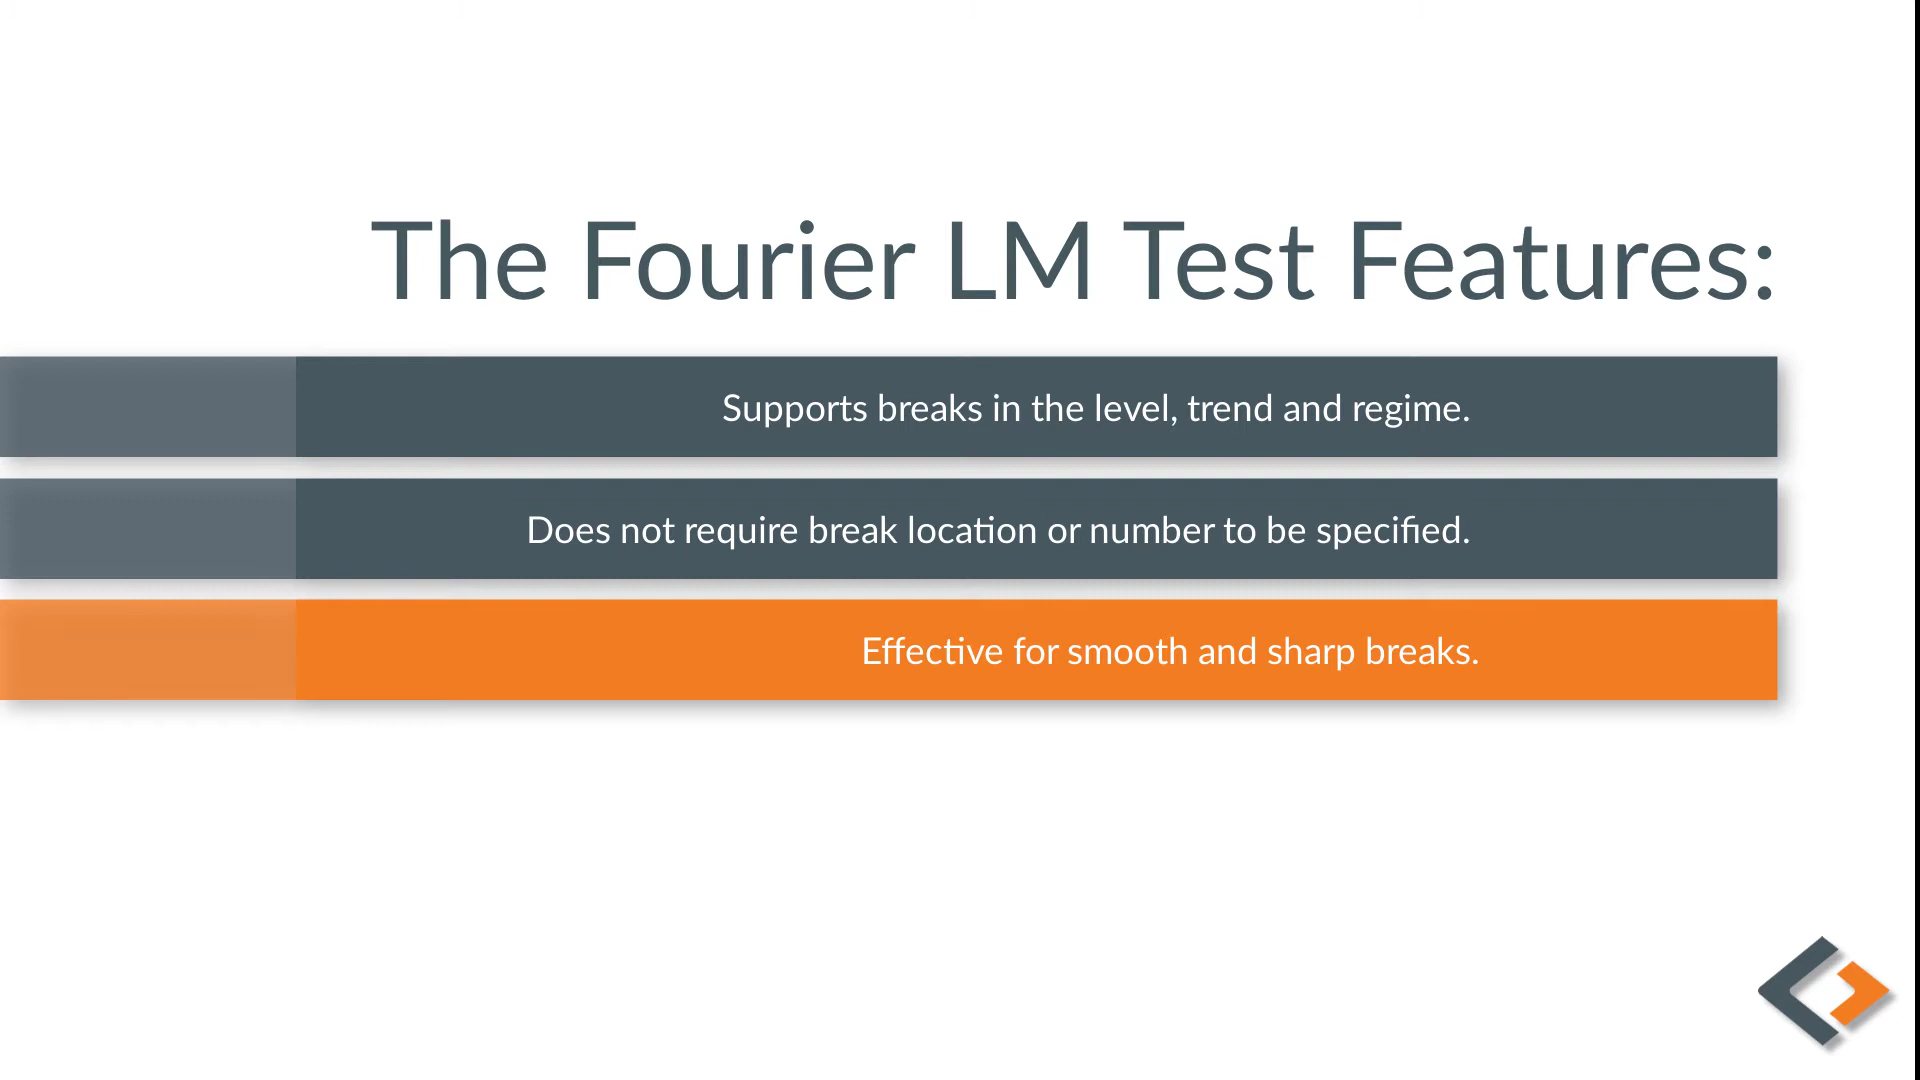 The Fourier LM Test Features:
Supports breaks in the level, trend and regime.
Does not require break location or number to be specified.
Effective for smooth and sharp breaks.